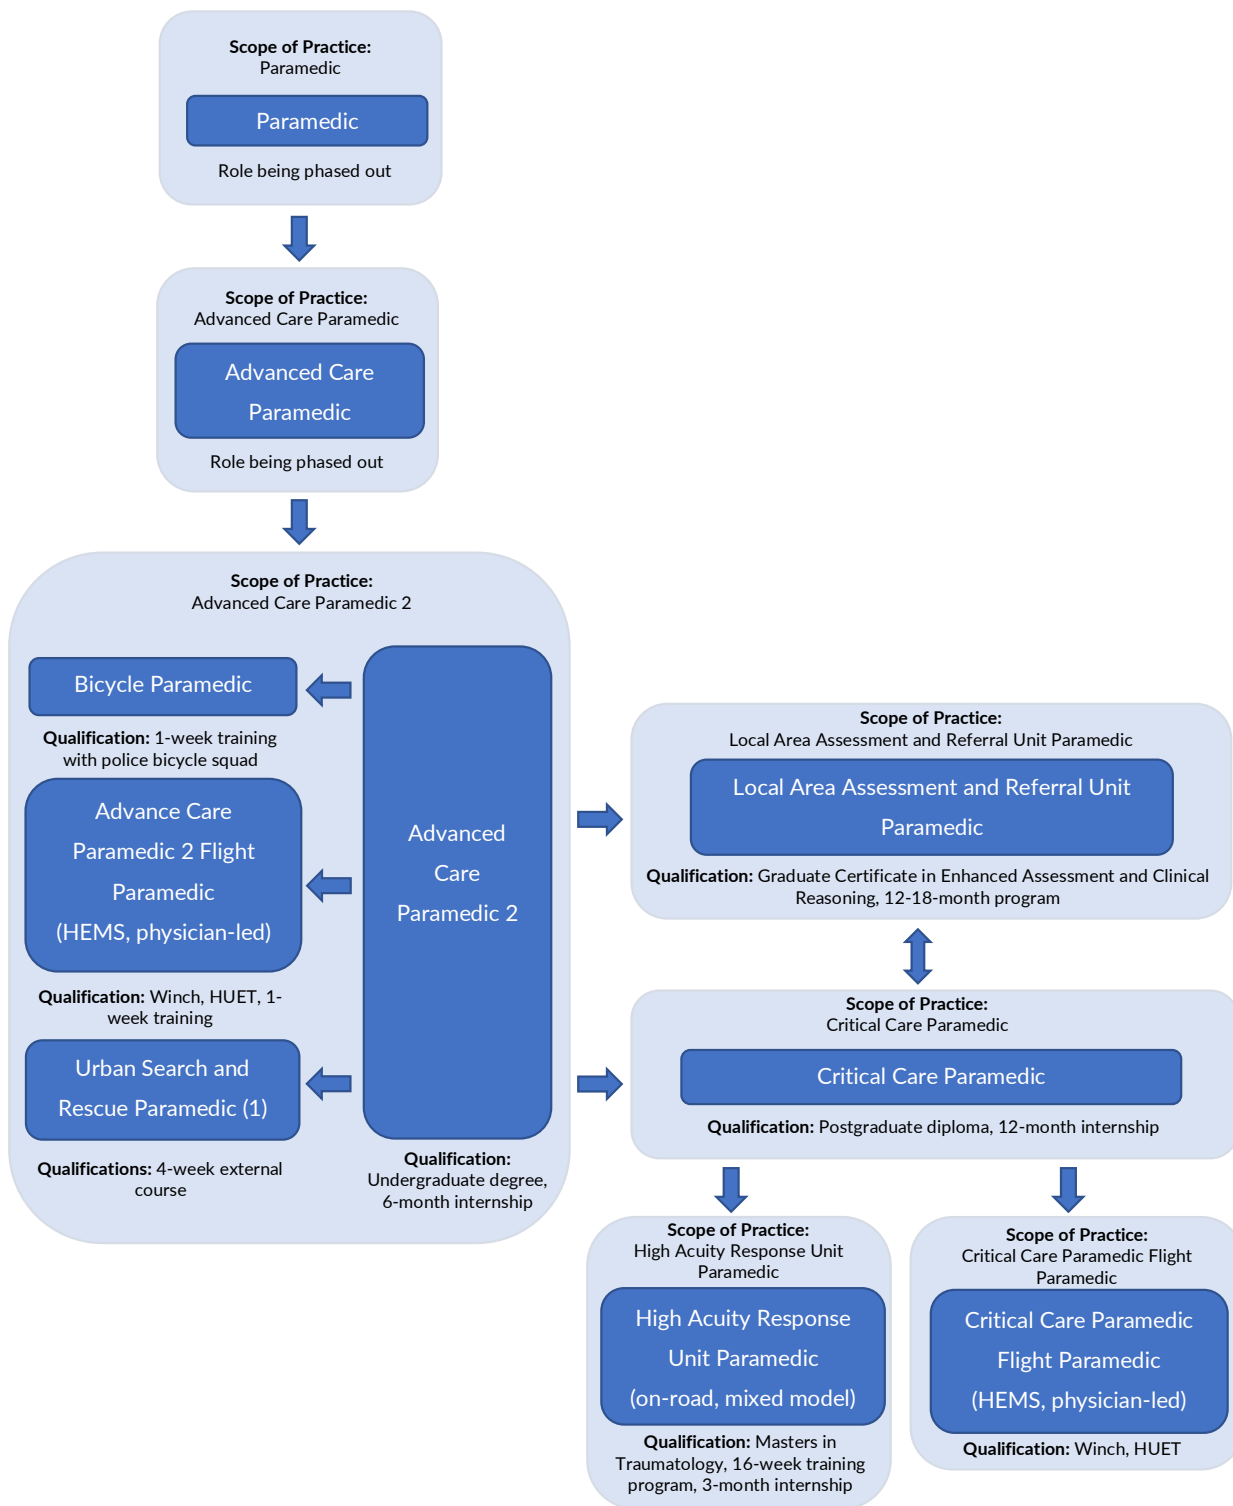 Scope of Practice:
Paramedic
Paramedic
Role being phased out
Scope of Practice:
Advanced Care Paramedic
Advanced Care
Paramedic
Role being phased out
Scope of Practice:
Advanced Care Paramedic 2
Bicycle Paramedic
Qualification: 1-week training
with police bicycle squad
Advance Care
Paramedic 2 Flight
Paramedic
(HEMS, physician-led)
Qualification: Winch, HUET, 1-
week training
Urban Search and
Rescue Paramedic (1)
Qualifications: 4-week external
course
Advanced
Care
Paramedic 2
Qualification:
Undergraduate degree,
6-month internship
Scope of Practice:
Local Area Assessment and Referral Unit Paramedic
Local Area Assessment and Referral Unit
Paramedic
Qualification: Graduate Certificate in Enhanced Assessment and Clinical
Reasoning, 12-18-month program
Scope of Practice:
Critical Care Paramedic
Critical Care Paramedic
Qualification: Postgraduate diploma, 12-month internship
Scope of Practice:
High Acuity Response Unit
Paramedic
High Acuity Response
Unit Paramedic
(on-road, mixed model)
Qualification: Masters in
Traumatology, 16-week training
program, 3-month internship
Scope of Practice:
Critical Care Paramedic Flight
Paramedic
Critical Care Paramedic
Flight Paramedic
(HEMS, physician-led)
Qualification: Winch, HUET